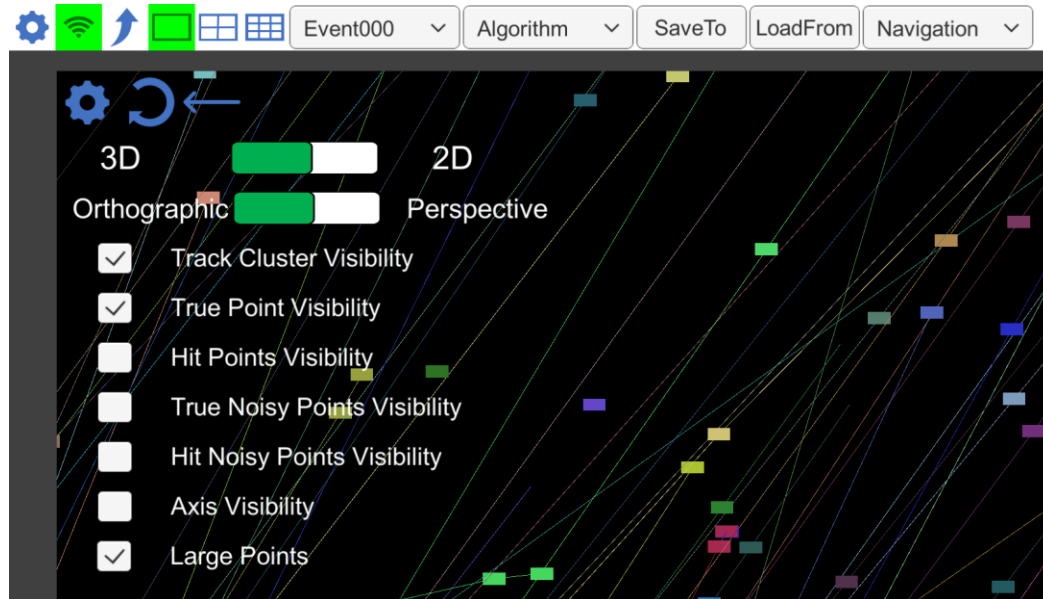 Event000 Algorithm SaveTo LoadFrom Navigation
3D 2D
Orthographic Perspective
Track Cluster Visibility
True Point Visibility
Hit Points Visibility
True Noisy Points Visibility
Hit Noisy Points Visibility
Axis Visibility
Large Points